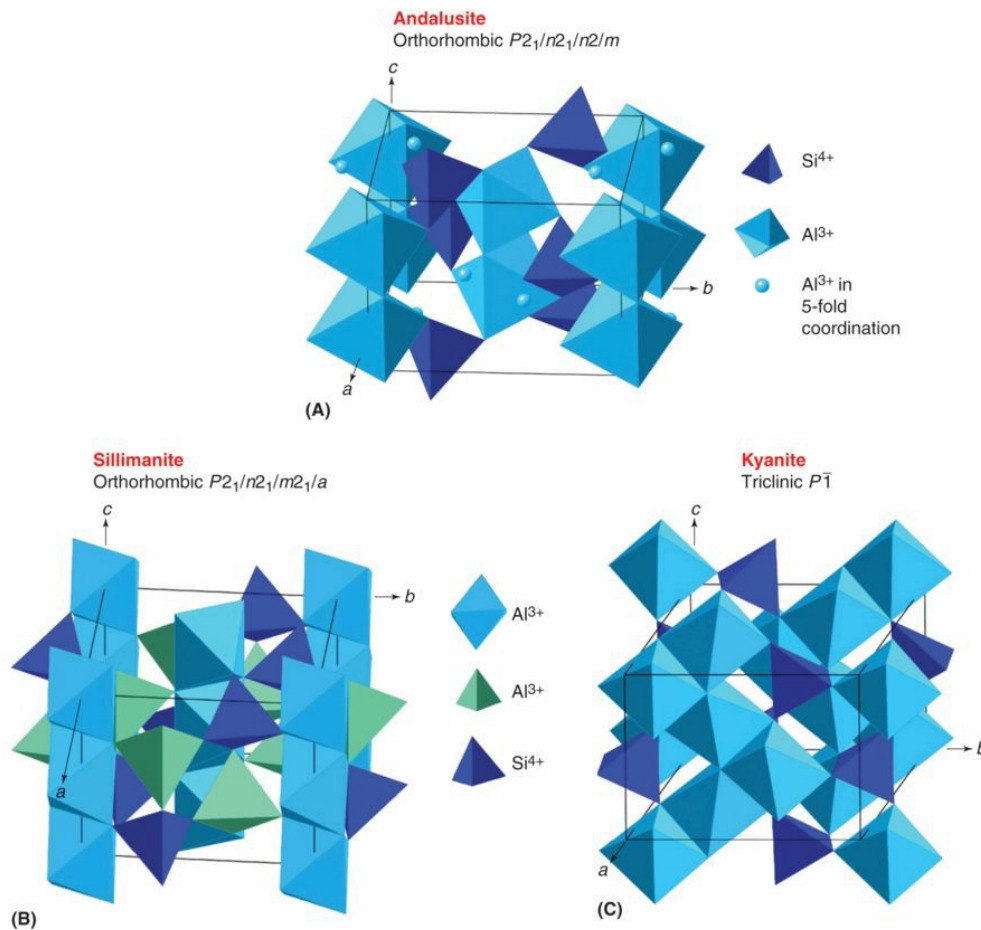 Andalusite
Orthorhombic P2₁/n2₁/n2/m
c
Si⁴⁺
Al³⁺
b
Al³⁺ in
5-fold
coordination
a
(A)
Sillimanite
Orthorhombic P2₁/n2₁/m2₁/a
c
b
Al³⁺
Al³⁺
Si⁴⁺
a
(B)
Kyanite
Triclinic P1̅
c
b
a
(C)